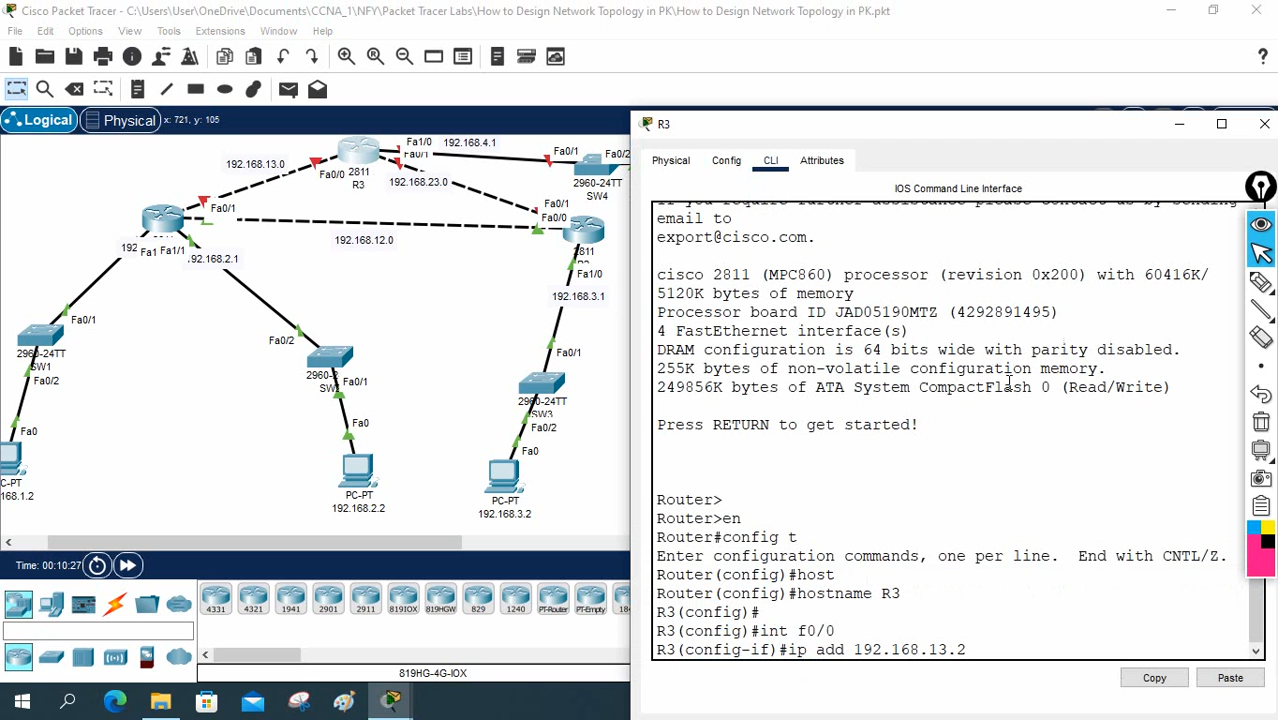 Cisco Packet Tracer - C:\Users\User\OneDrive\Documents\CCNA_1\NFY\Packet Tracer Labs\How to Design Network Topology in PK\How to Design Network Topology in PK.pkt
File Edit Options View Tools Extensions Window Help
Logical Physical x: 721, y: 105
R3
Physical Config CLI Attributes
IOS Command Line Interface
email to
export@cisco.com.
cisco 2811 (MPC860) processor (revision 0x200) with 60416K/
5120K bytes of memory
Processor board ID JAD05190MTZ (4292891495)
4 FastEthernet interface(s)
DRAM configuration is 64 bits wide with parity disabled.
255K bytes of non-volatile configuration memory.
249856K bytes of ATA System CompactFlash 0 (Read/Write)
Press RETURN to get started!
Router>
Router>en
Router#config t
Enter configuration commands, one per line. End with CNTL/Z.
Router(config)#host
Router(config)#hostname R3
R3(config)#
R3(config)#int f0/0
R3(config-if)#ip add 192.168.13.2
Copy Paste
Fa1/0 192.168.4.1
Fa0/1 Fa0/2
192.168.13.0
Fa0/0 2811
R3
192.168.23.0
2960-24TT
SW4
Fa0/1
Fa0/1
Fa0/0
192.168.12.0
Fa1/1
192.168.2.1
Fa1/0
192.168.3.1
Fa0/1
Fa0/2
2960-24TT
SW1
Fa0/2
Fa0/1
Fa0/1
2960-24TT
SW3
Fa0/2
Fa0
Fa0
Fa0
PC-PT
192.168.2.2
PC-PT
192.168.3.2
Time: 00:10:27
4331 4321 1941 2901 2911 819IOX 819HGW 829 1240 PT-Router PT-Empty
819HG-4G-IOX